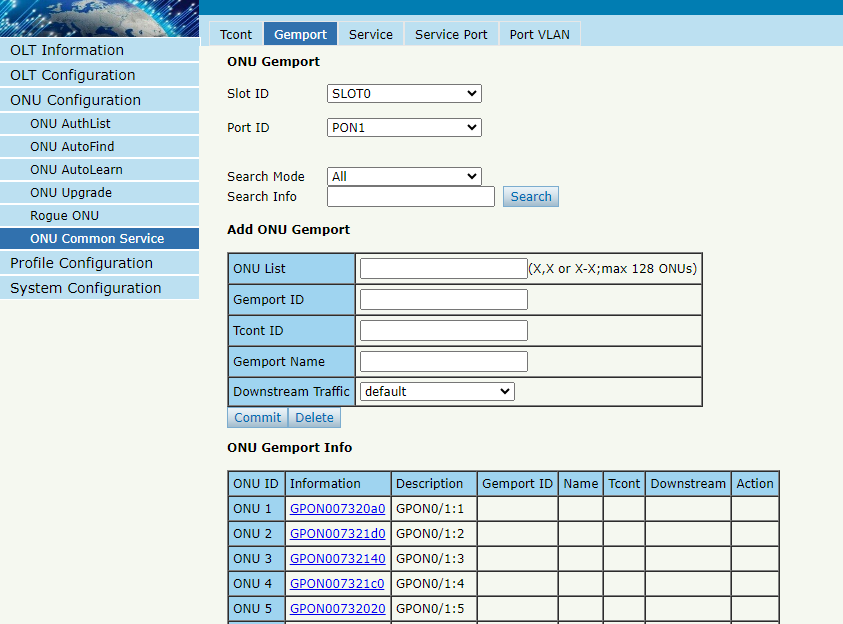 OLT Information
OLT Configuration
ONU Configuration
ONU AuthList
ONU AutoFind
ONU AutoLearn
ONU Upgrade
Rogue ONU
ONU Common Service
Profile Configuration
System Configuration
Tcont Gemport Service Service Port Port VLAN
ONU Gemport
Slot ID SLOT0
Port ID PON1
Search Mode All
Search Info Search
Add ONU Gemport
ONU List (X,X or X-X;max 128 ONUs)
Gemport ID
Tcont ID
Gemport Name
Downstream Traffic default
Commit Delete
ONU Gemport Info
ONU ID Information Description Gemport ID Name Tcont Downstream Action
ONU 1 GPON007320a0 GPON0/1:1
ONU 2 GPON007321d0 GPON0/1:2
ONU 3 GPON00732140 GPON0/1:3
ONU 4 GPON007321c0 GPON0/1:4
ONU 5 GPON00732020 GPON0/1:5